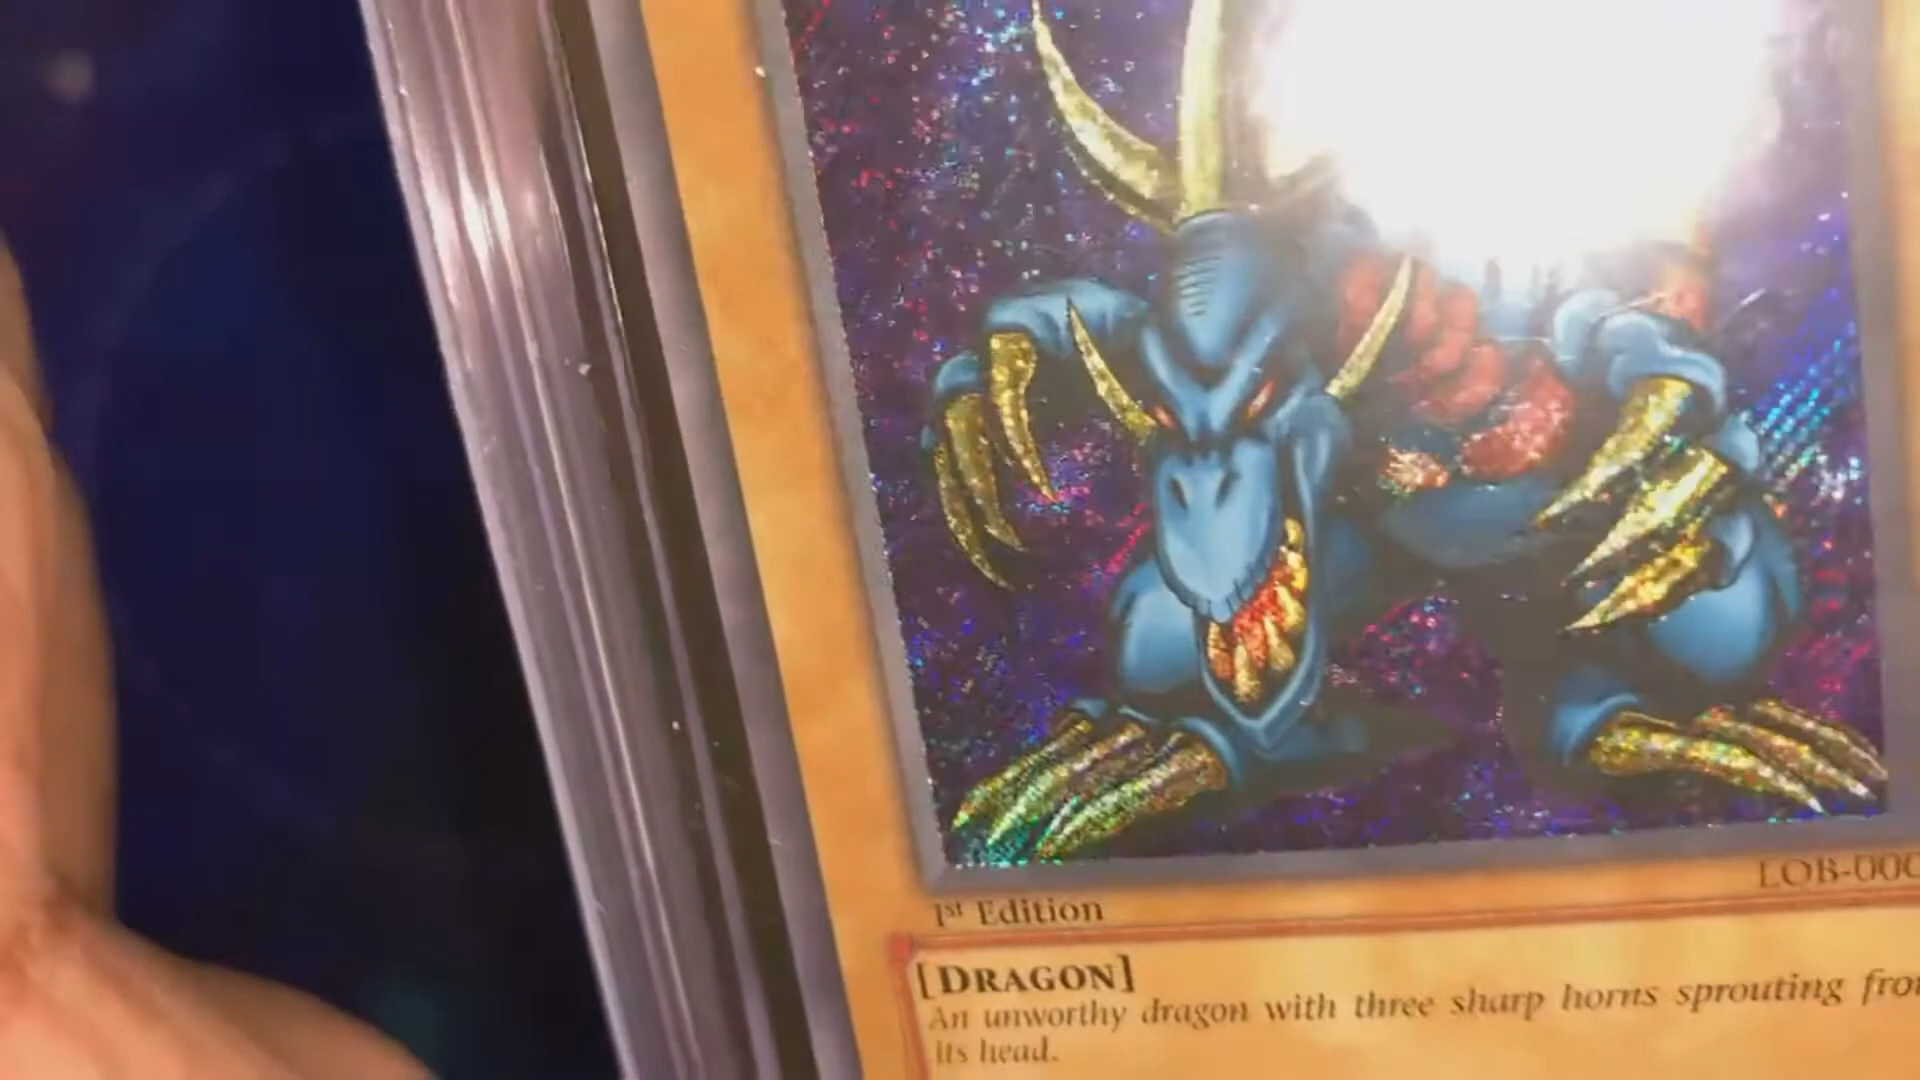 LOB-000
1st Edition
[DRAGON]
An unworthy dragon with three sharp horns sprouting from
its head.